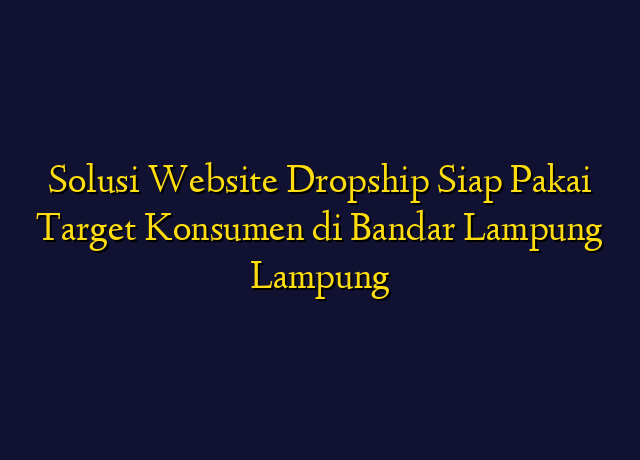 Solusi Website Dropship Siap Pakai
Target Konsumen di Bandar Lampung
Lampung